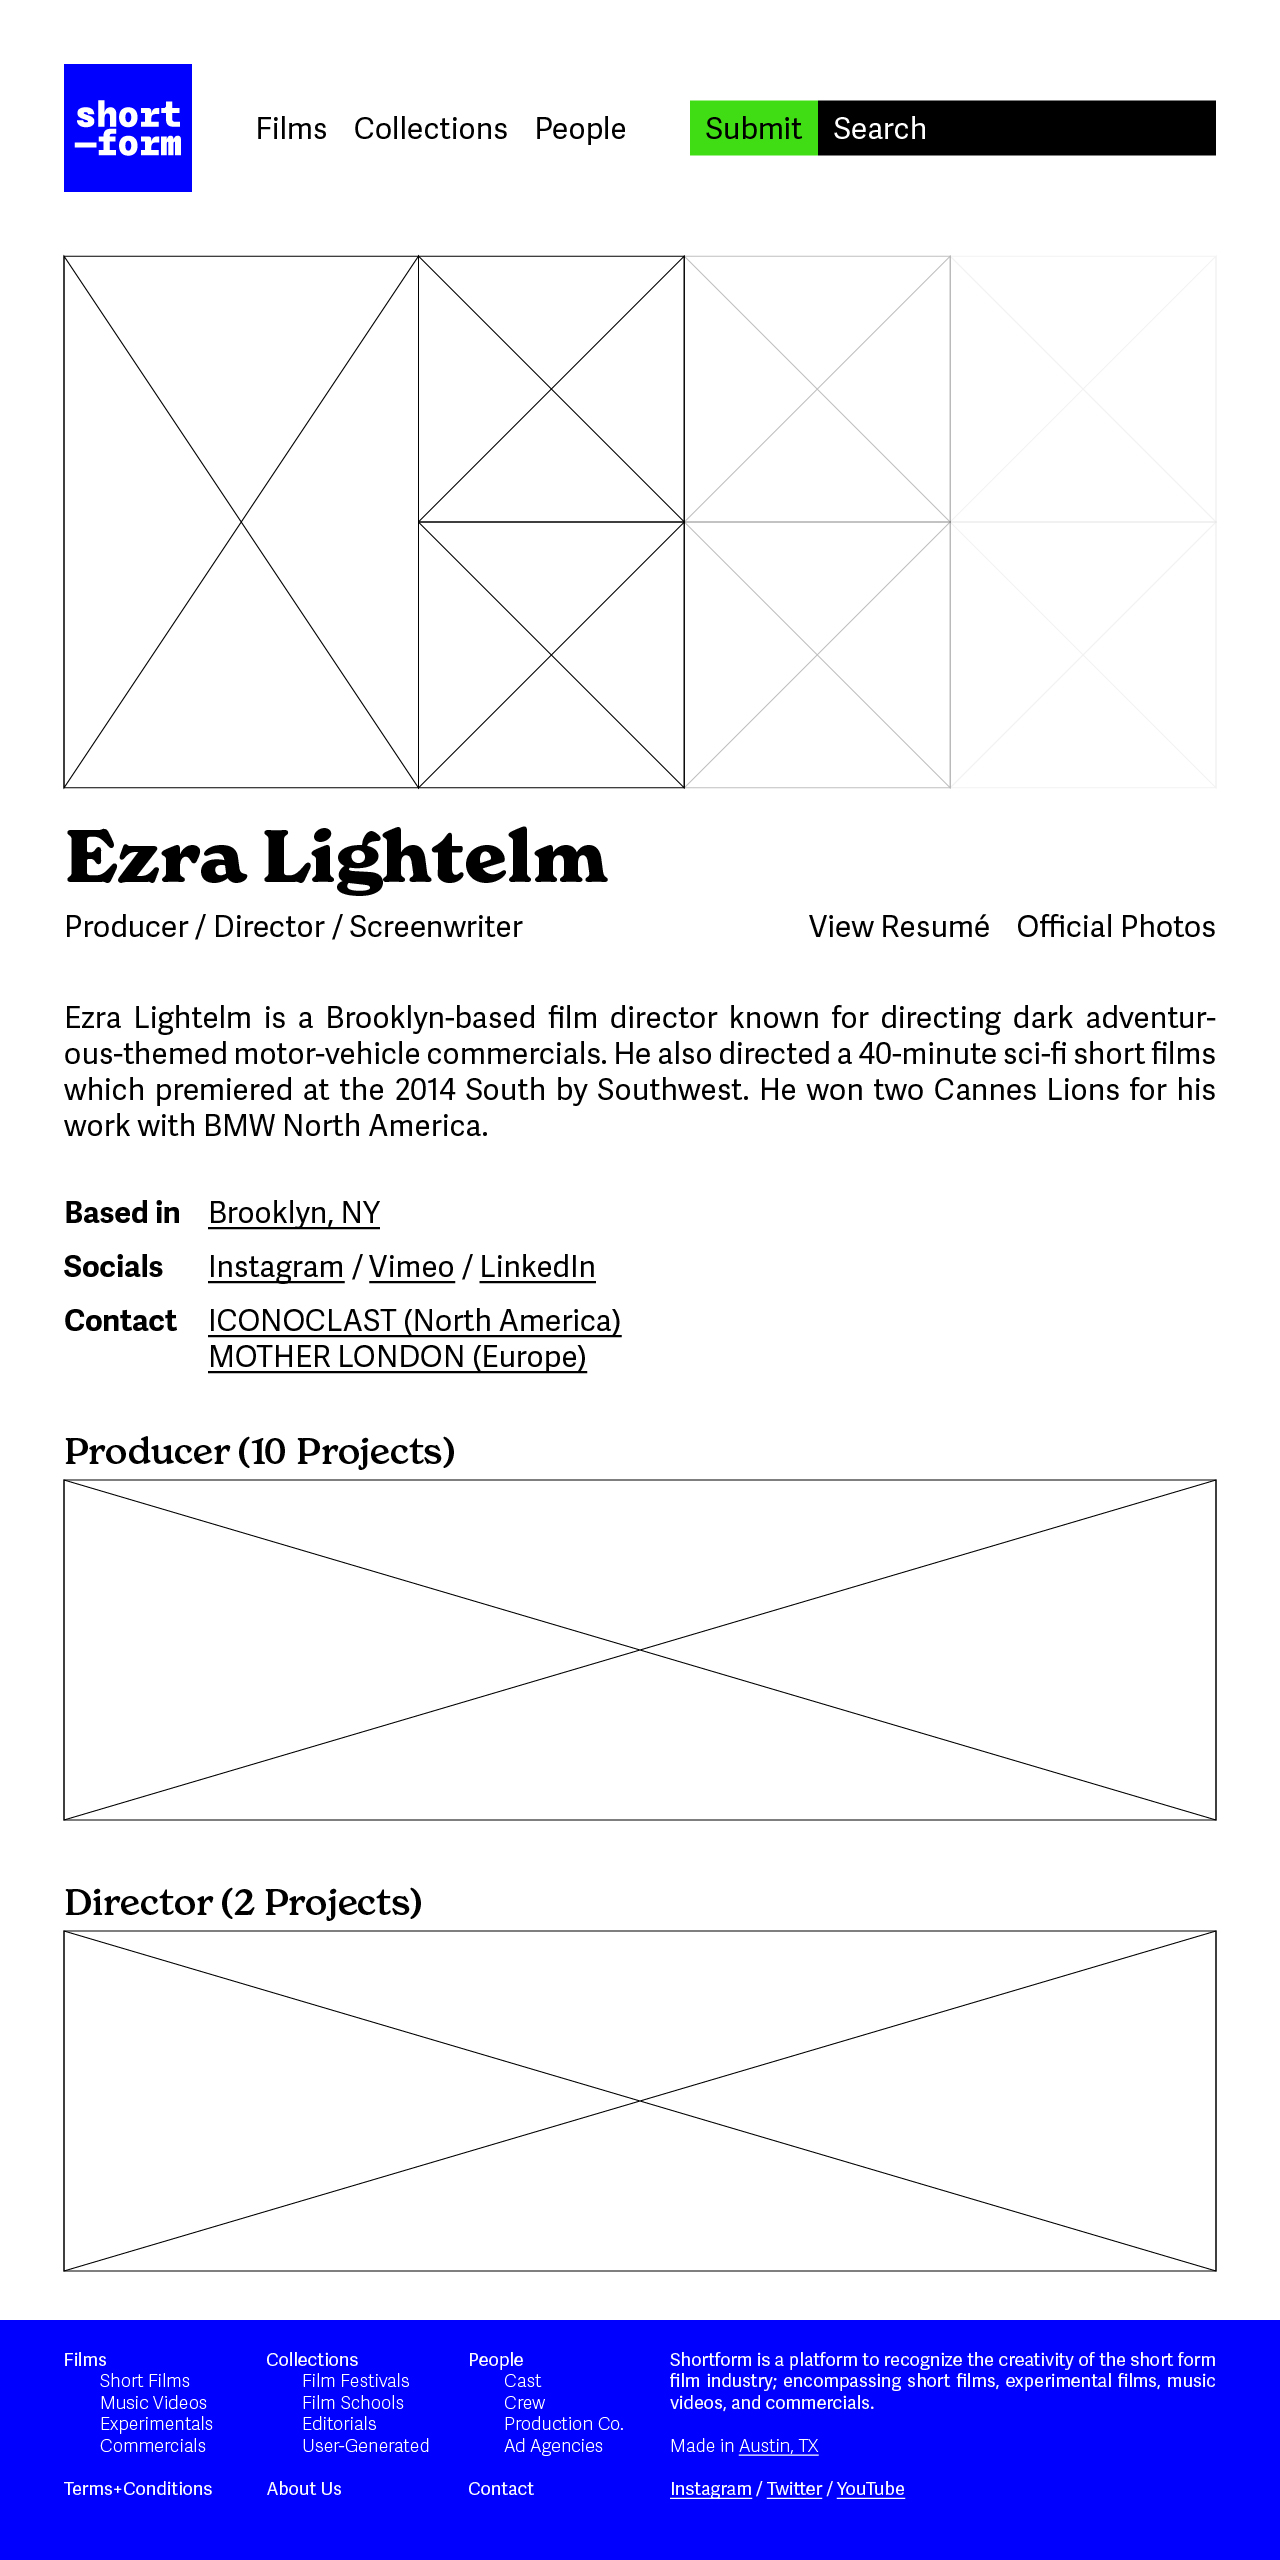 short
–form
Films Collections People Submit Search
Ezra Lightelm
Producer / Director / Screenwriter View Resumé Official Photos
Ezra Lightelm is a Brooklyn-based film director known for directing dark adventur-
ous-themed motor-vehicle commercials. He also directed a 40-minute sci-fi short films
which premiered at the 2014 South by Southwest. He won two Cannes Lions for his
work with BMW North America.
Based in Brooklyn, NY
Socials Instagram / Vimeo / LinkedIn
Contact ICONOCLAST (North America)
MOTHER LONDON (Europe)
Producer (10 Projects)
Director (2 Projects)
Films
Short Films
Music Videos
Experimentals
Commercials
Terms+Conditions
Collections
Film Festivals
Film Schools
Editorials
User-Generated
About Us
People
Cast
Crew
Production Co.
Ad Agencies
Contact
Shortform is a platform to recognize the creativity of the short form
film industry; encompassing short films, experimental films, music
videos, and commercials.
Made in Austin, TX
Instagram / Twitter / YouTube